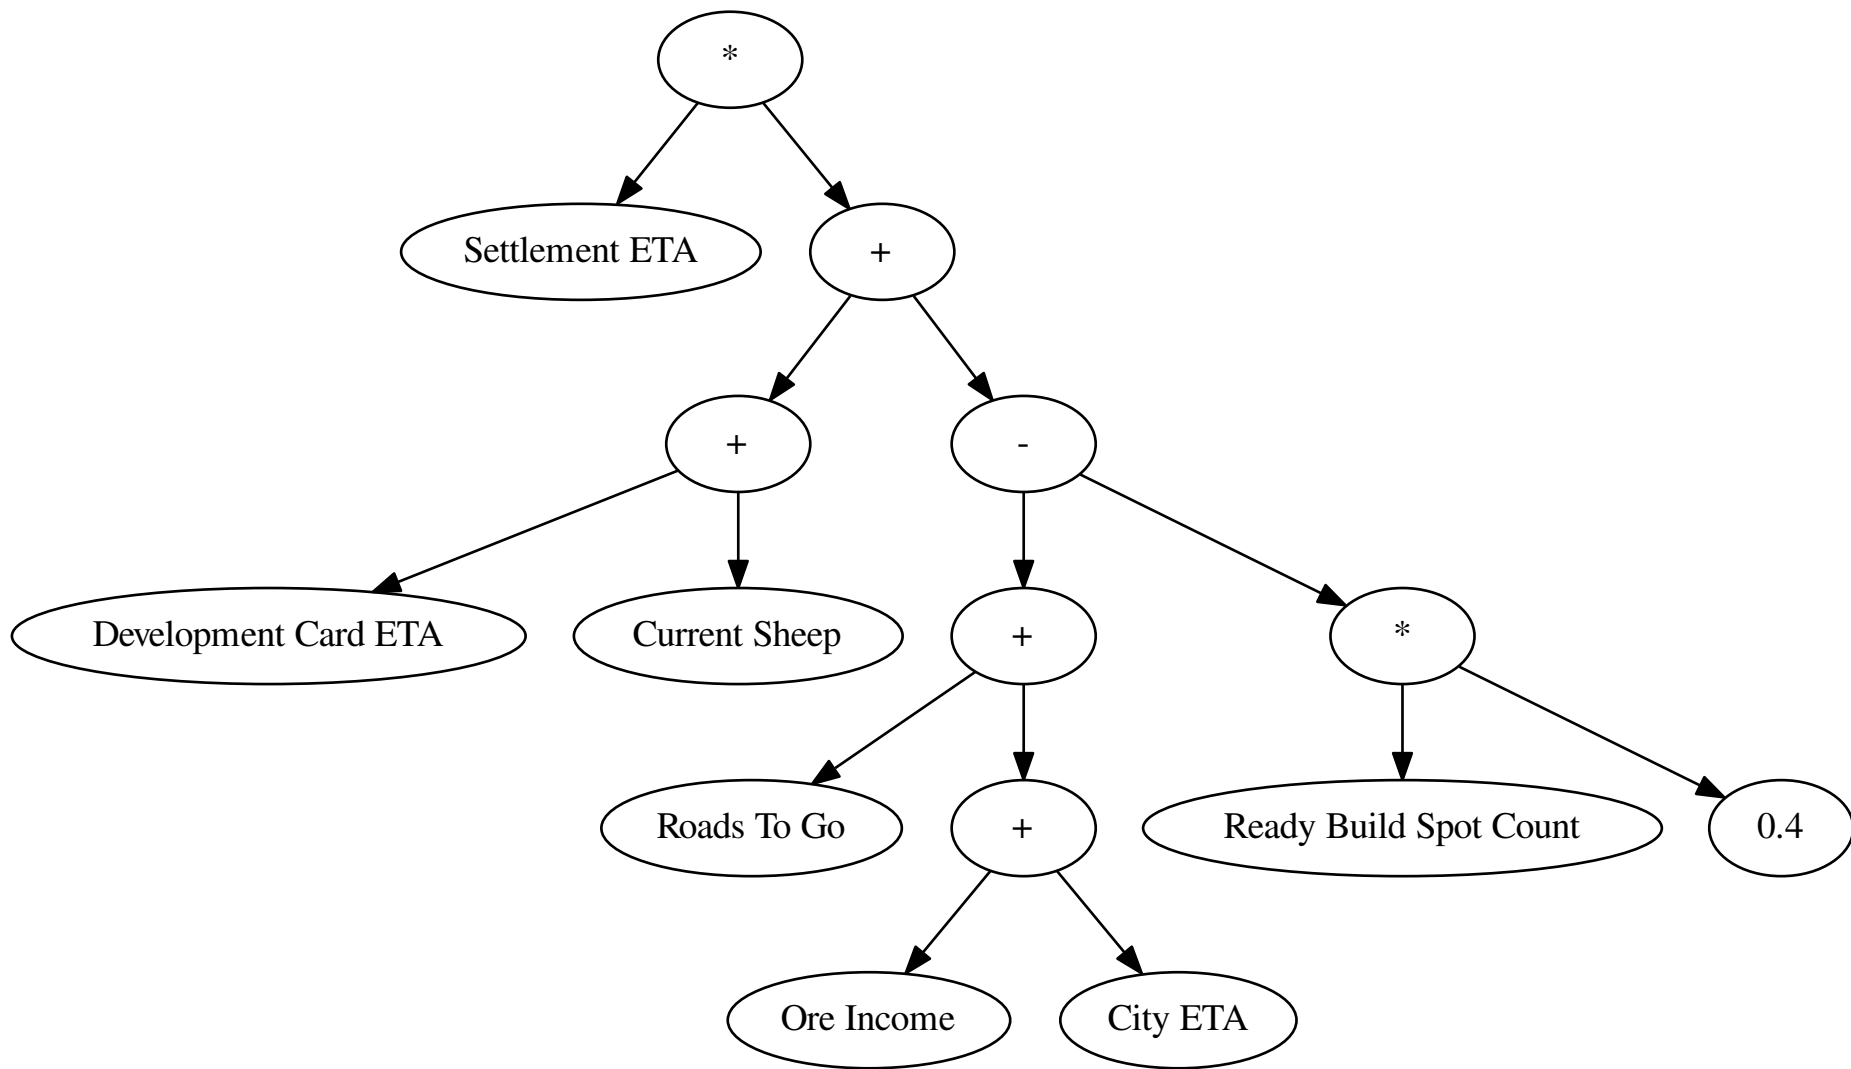 *
Settlement ETA
+
+
-
Development Card ETA
Current Sheep
+
*
Roads To Go
+
Ready Build Spot Count
0.4
Ore Income
City ETA